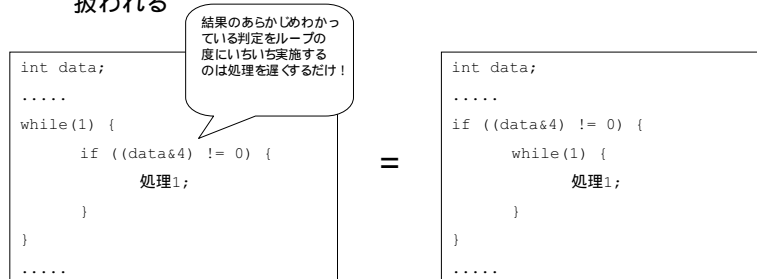 扱われる
結果のあらかじめわかっ
ている判定をループの
度にいちいち実施する
のは処理を遅くするだけ！
int data;
.....
while(1) {
if ((data&4) != 0) {
処理1;
}
}
.....
=
int data;
.....
if ((data&4) != 0) {
while(1) {
処理1;
}
}
.....